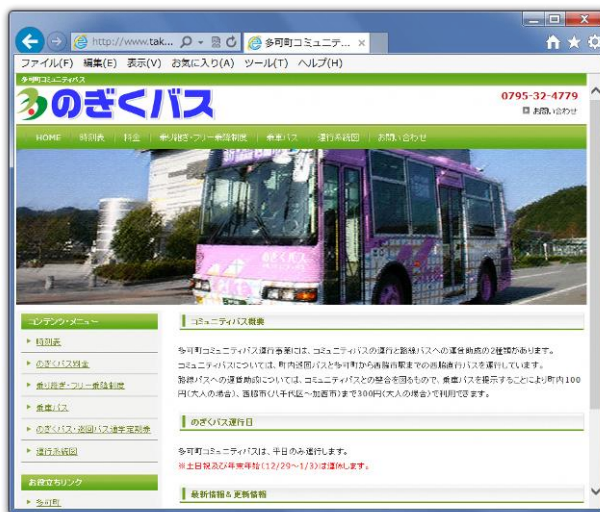 http://www.tak...
多可町コミュニテ...
ファイル(F) 編集(E) 表示(V) お気に入り(A) ツール(T) ヘルプ(H)
多可町コミュニティバス
のぎくバス
0795-32-4779
お問い合わせ
HOME 時刻表 料金 乗り継ぎ・フリー乗降制度 乗車パス 運行系統図 お問い合わせ
のぎくバス
コンテンツ・メニュー
時刻表
のぎくバス料金
乗り継ぎ・フリー乗降制度
乗車パス
のぎくバス・巡回バス通学定期券
運行系統図
お役立ちリンク
多可町
コミュニティバス概要
多可町コミュニティバス運行事業には、コミュニティバスの運行と路線バスへの運賃助成の2種類があります。
コミュニティバスについては、町内巡回バスと多可町から西脇市駅までの西脇直行バスを運行しています。
路線バスへの運賃助成については、コミュニティバスとの整合を図るもので、乗車パスを提示することにより町内100
円(大人の場合)、西脇市(八千代区～加西市)まで300円(大人の場合)で利用できます。
のぎくバス運行日
多可町コミュニティバスは、平日のみ運行します。
※土日祝及び年末年始(12/29～1/3)は運休します。
最新情報＆更新情報